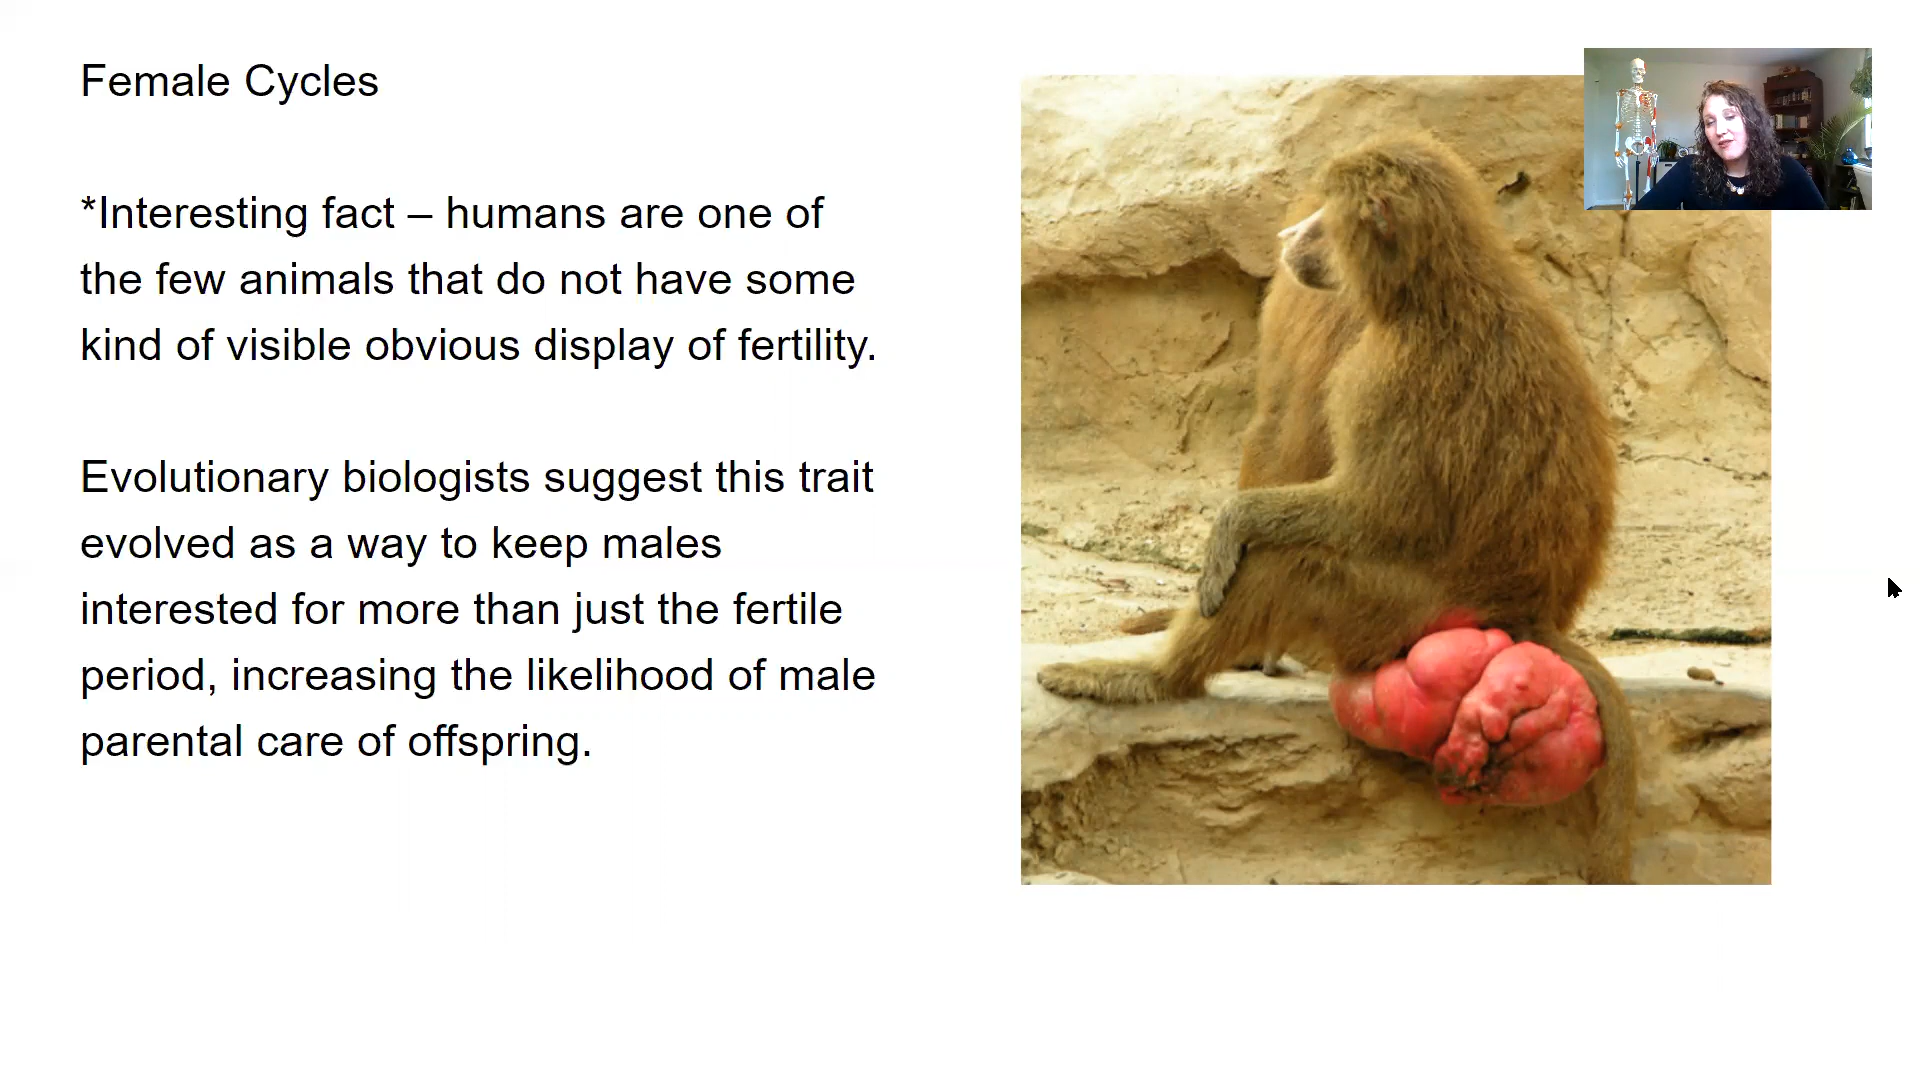 Female Cycles
*Interesting fact – humans are one of
the few animals that do not have some
kind of visible obvious display of fertility.
Evolutionary biologists suggest this trait
evolved as a way to keep males
interested for more than just the fertile
period, increasing the likelihood of male
parental care of offspring.